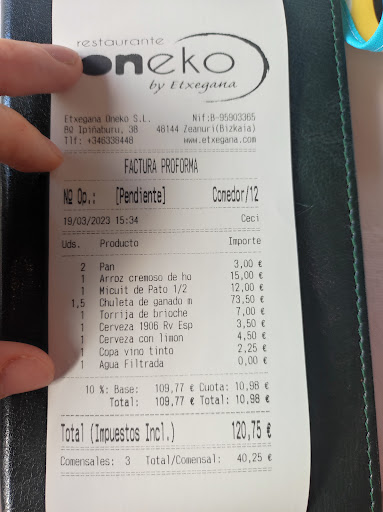 restaurante
oneko
by Etxegana
Etxegana Oneko S.L. Nif:B-95903365
Bº Ipiñaburu, 38 48144 Zeanuri(Bizkaia)
Tlf: +346338448 www.etxegana.com
FACTURA PROFORMA
Nº Op.: [Pendiente] Comedor/12
19/03/2023 15:34 Ceci
Uds. Producto Importe
2 Pan 3,00 €
1 Arroz cremoso de ho 15,00 €
1 Micuit de Pato 1/2 12,00 €
1,5 Chuleta de ganado m 73,50 €
1 Torrija de brioche 7,00 €
1 Cerveza 1906 Rv Esp 3,50 €
1 Cerveza con limon 4,50 €
1 Copa vino tinto 2,25 €
1 Agua Filtrada 0,00 €
10 %: Base: 109,77 € Cuota: 10,98 €
Total: 109,77 € Total: 10,98 €
Total (Impuestos Incl.) 120,75 €
Comensales: 3 Total/Comensal: 40,25 €